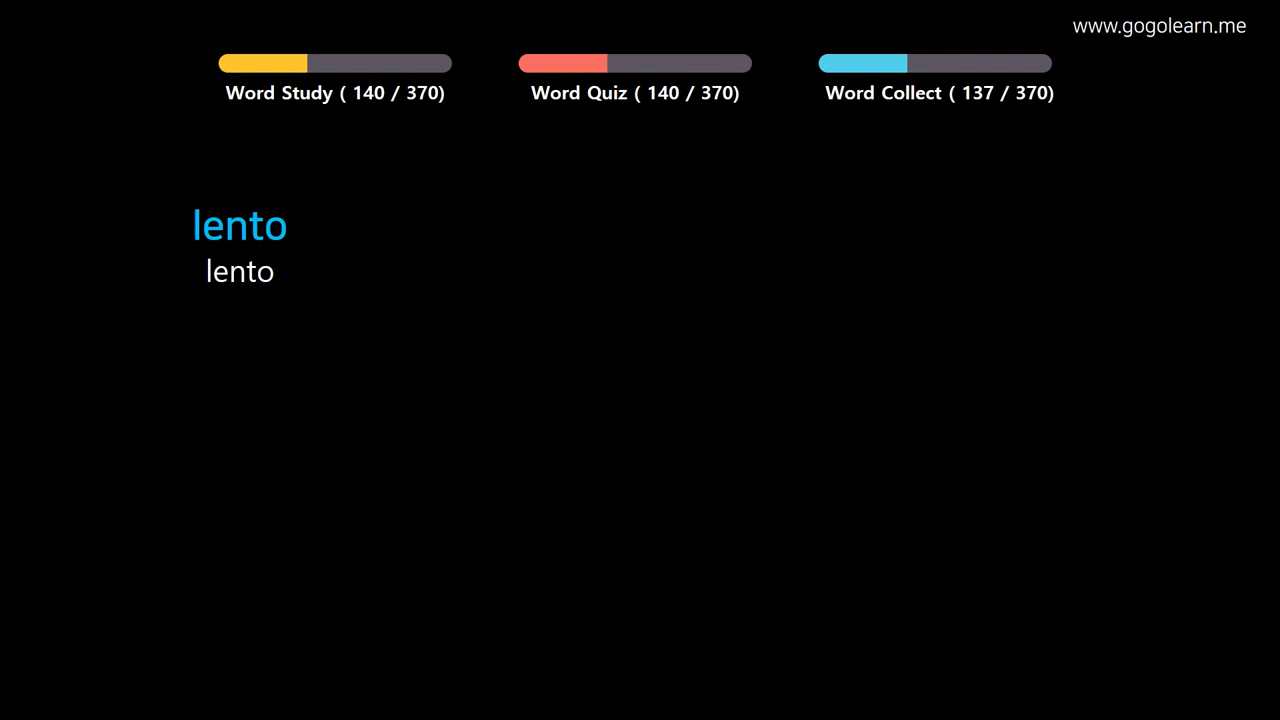 www.gogolearn.me
Word Study ( 140 / 370)
Word Quiz ( 140 / 370)
Word Collect ( 137 / 370)
lento
lento